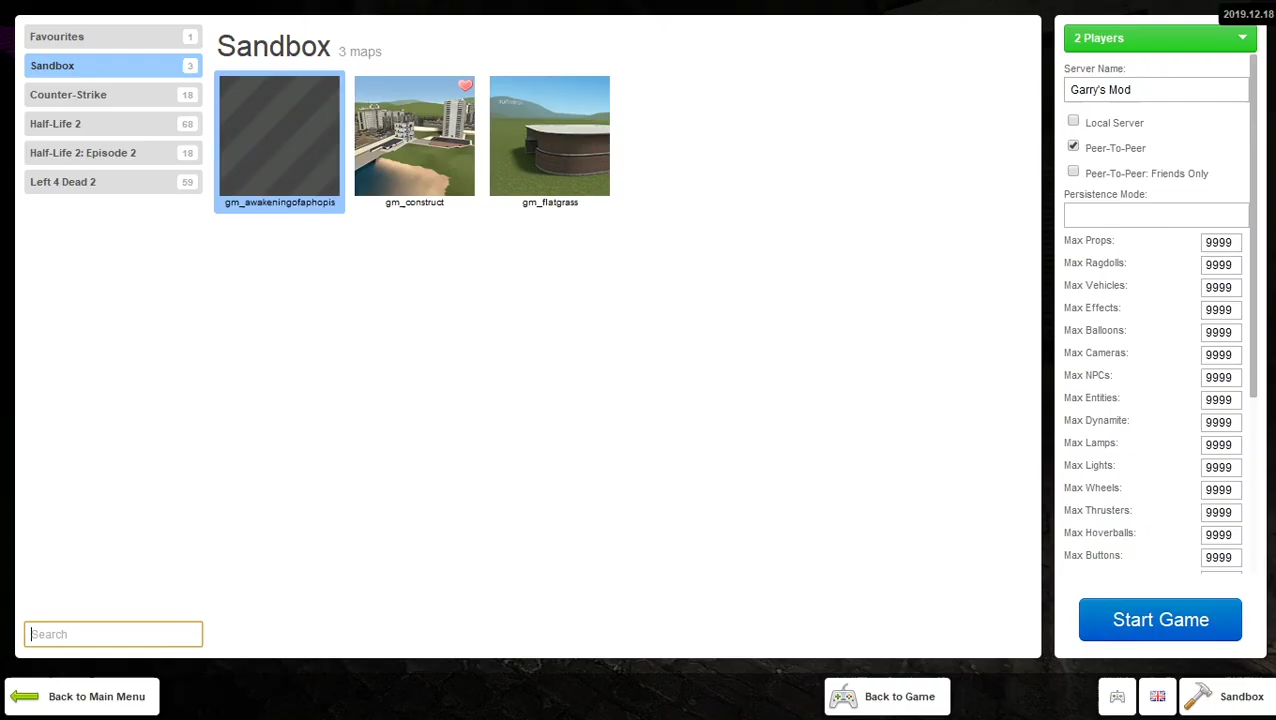 2019.12.18
Favourites 1
Sandbox 3
Counter-Strike 18
Half-Life 2 68
Half-Life 2: Episode 2 18
Left 4 Dead 2 59
Search
Sandbox 3 maps
gm_awakeningofaphopis
gm_construct
gm_flatgrass
2 Players
Server Name:
Garry's Mod
Local Server
Peer-To-Peer
Peer-To-Peer: Friends Only
Persistence Mode:
Max Props: 9999
Max Ragdolls: 9999
Max Vehicles: 9999
Max Effects: 9999
Max Balloons: 9999
Max Cameras: 9999
Max NPCs: 9999
Max Entities: 9999
Max Dynamite: 9999
Max Lamps: 9999
Max Lights: 9999
Max Wheels: 9999
Max Thrusters: 9999
Max Hoverballs: 9999
Max Buttons: 9999
Start Game
Back to Main Menu
Back to Game
Sandbox